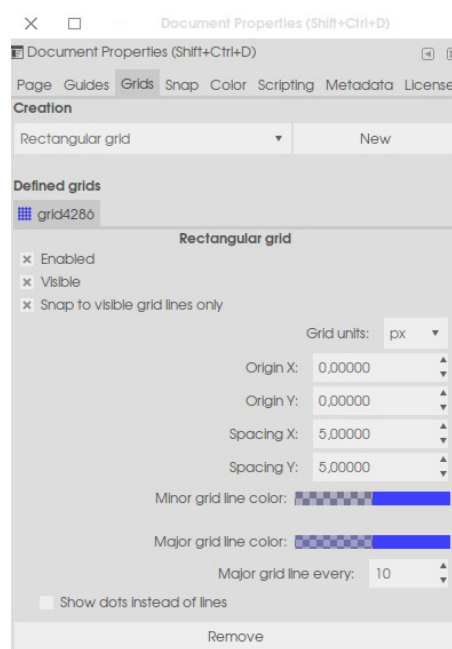 Document Properties (Shift+Ctrl+D)
Document Properties (Shift+Ctrl+D)
Page Guides Grids Snap Color Scripting Metadata License
Creation
Rectangular grid New
Defined grids
grid4286
Rectangular grid
Enabled
Visible
Snap to visible grid lines only
Grid units: px
Origin X: 0,00000
Origin Y: 0,00000
Spacing X: 5,00000
Spacing Y: 5,00000
Minor grid line color:
Major grid line color:
Major grid line every: 10
Show dots instead of lines
Remove